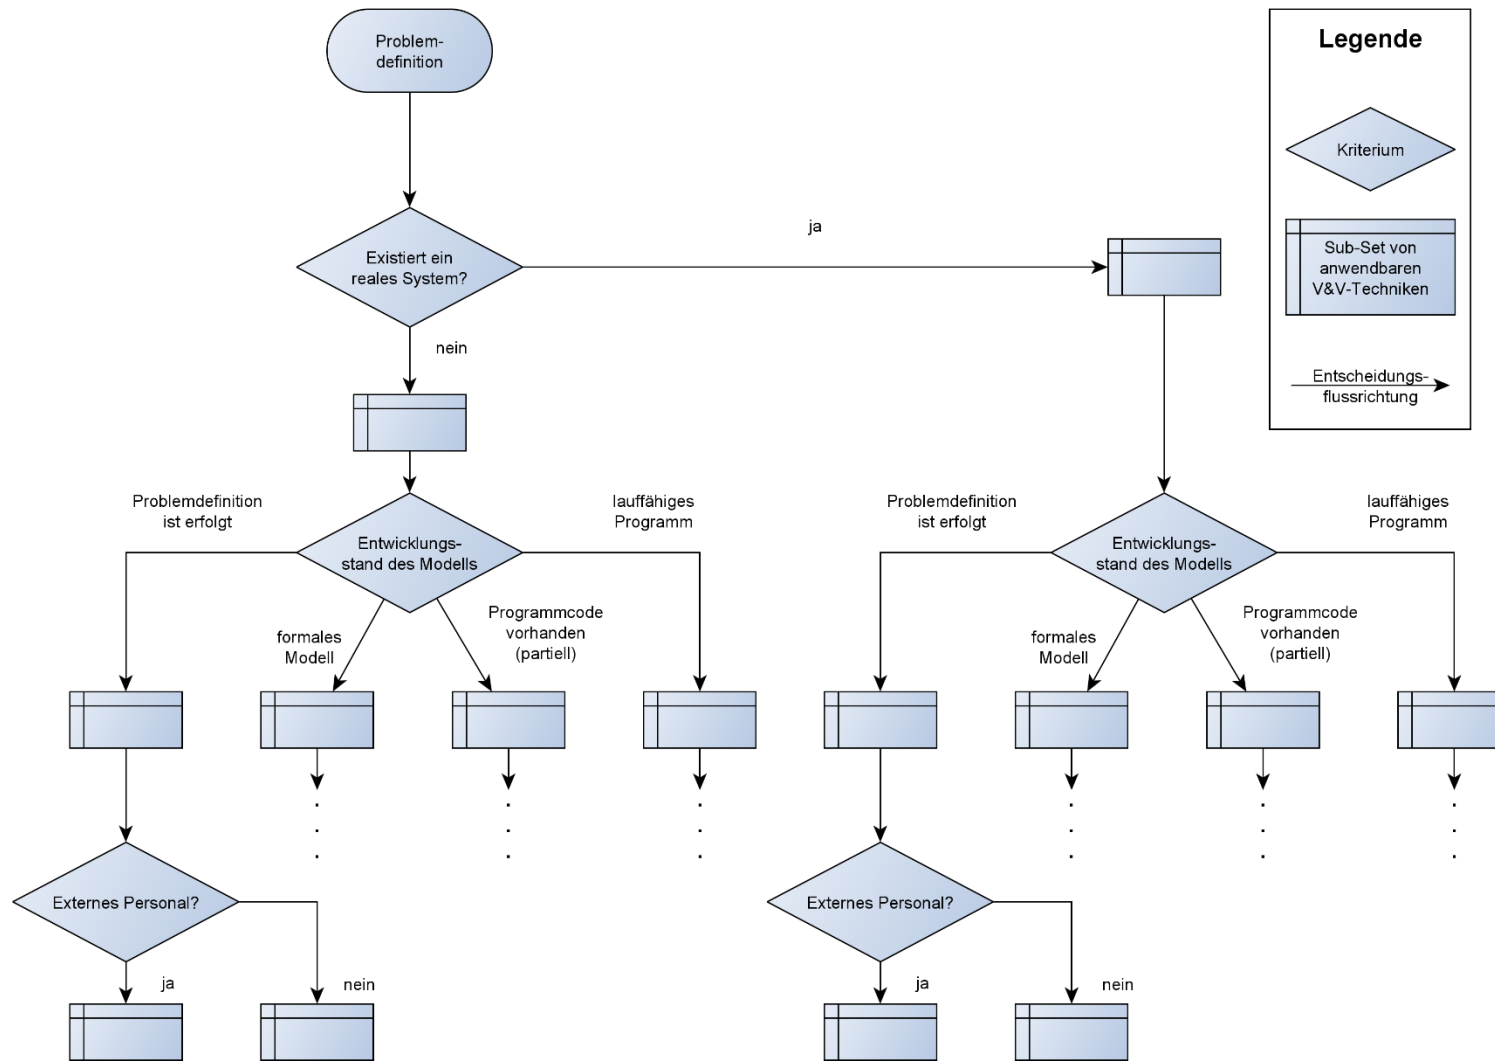 Problem-
definition
Legende
Kriterium
Sub-Set von
anwendbaren
V&V-Techniken
Entscheidungs-
flussrichtung
Existiert ein
reales System?
ja
nein
Problemdefinition
ist erfolgt
lauffähiges
Programm
Entwicklungs-
stand des Modells
formales
Modell
Programmcode
vorhanden
(partiell)
Problemdefinition
ist erfolgt
lauffähiges
Programm
Entwicklungs-
stand des Modells
formales
Modell
Programmcode
vorhanden
(partiell)
Externes Personal?
ja
nein
Externes Personal?
ja
nein